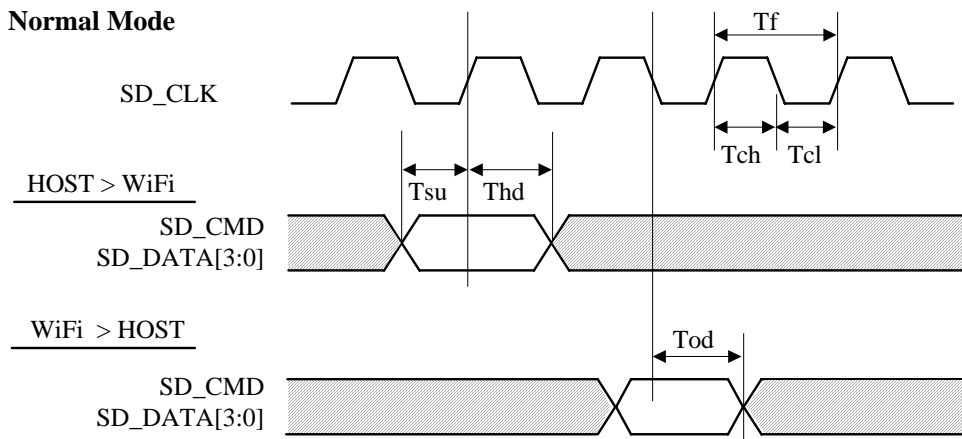 Normal Mode
Tf
SD_CLK
Tch Tcl
HOST > WiFi
Tsu Thd
SD_CMD
SD_DATA[3:0]
WiFi > HOST
Tod
SD_CMD
SD_DATA[3:0]